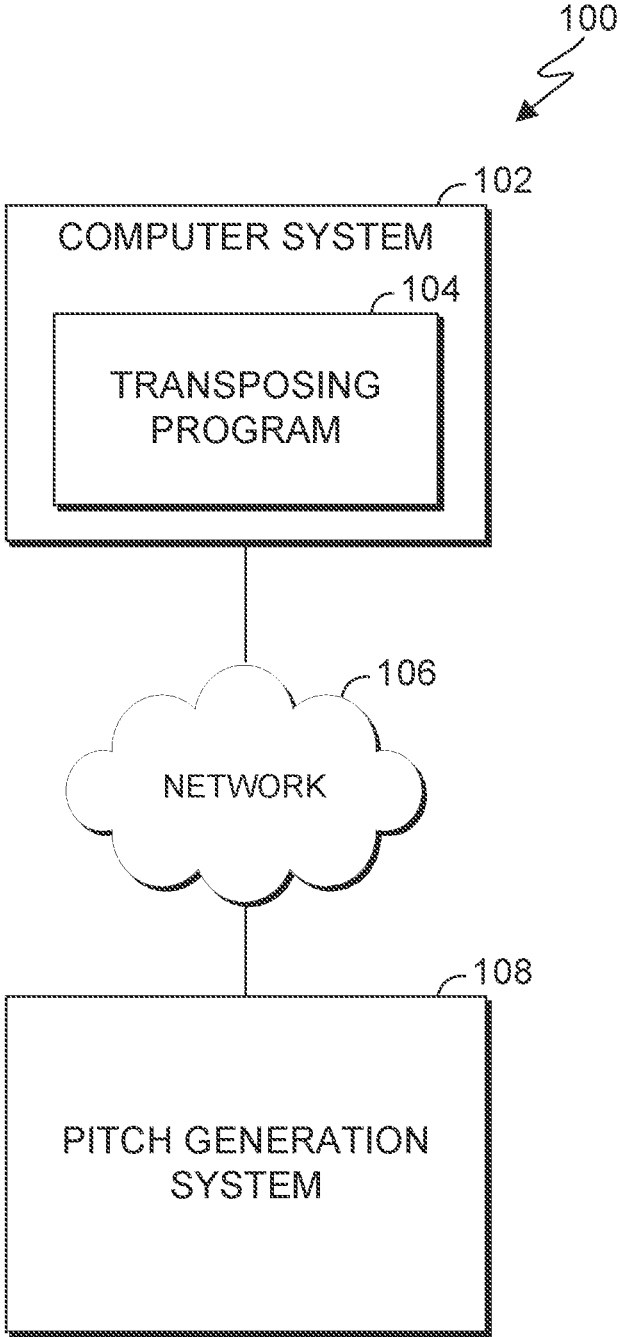 100
102
COMPUTER SYSTEM
104
TRANSPOSING
PROGRAM
106
NETWORK
108
PITCH GENERATION
SYSTEM